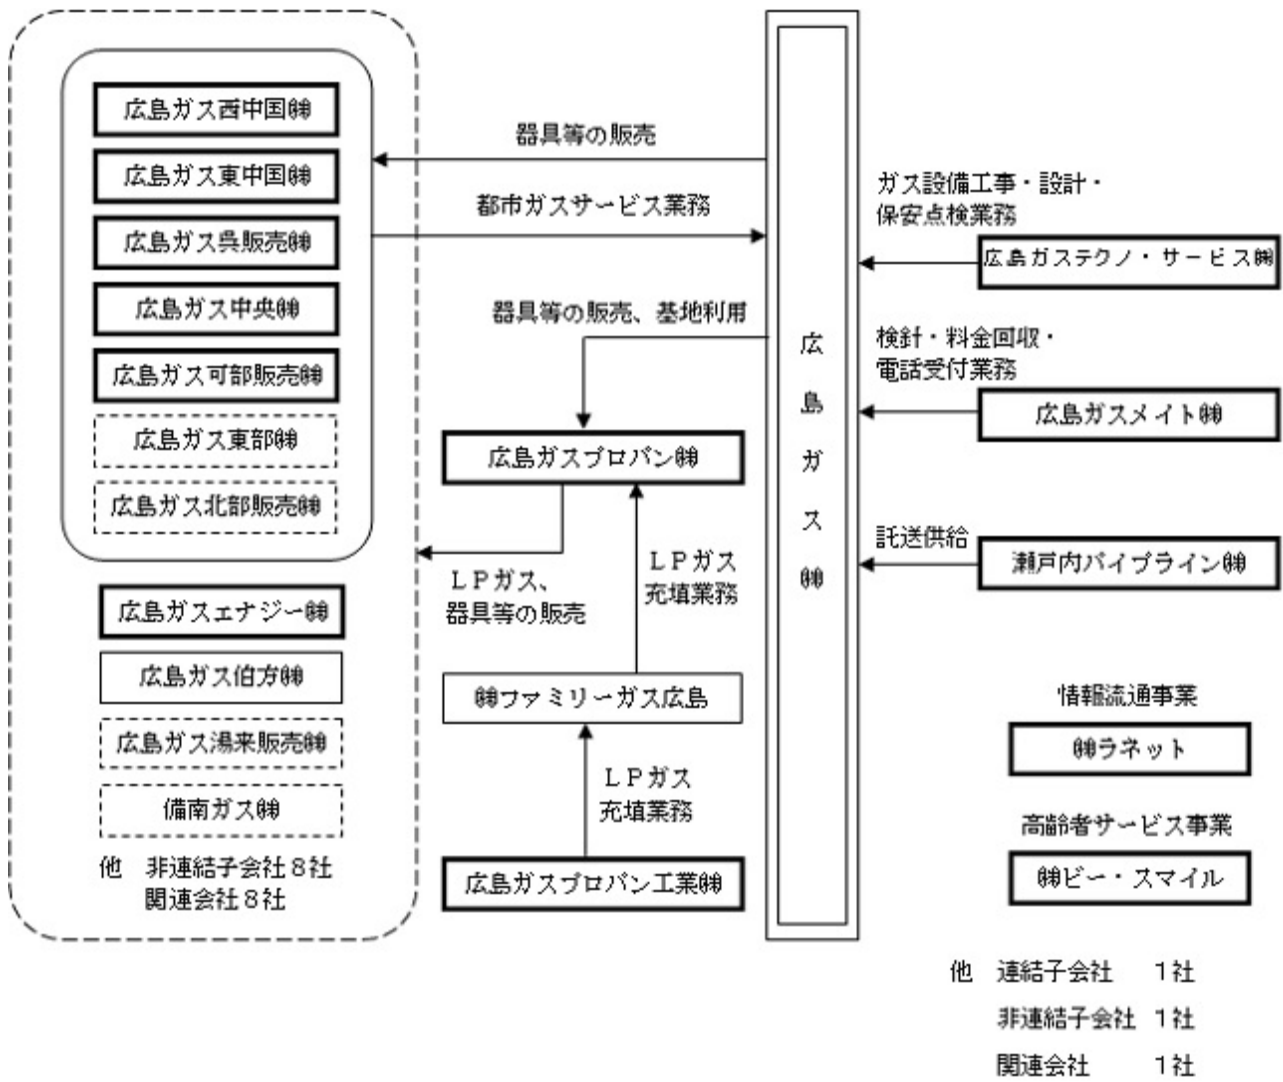 広島ガス西中国㈱
広島ガス東中国㈱
広島ガス呉販売㈱
広島ガス中央㈱
広島ガス可部販売㈱
広島ガス東部㈱
広島ガス北部販売㈱
広島ガスエナジー㈱
広島ガス伯方㈱
広島ガス湯来販売㈱
備南ガス㈱
他 非連結子会社8社
関連会社8社
器具等の販売
都市ガスサービス業務
器具等の販売、基地利用
広島ガスプロパン㈱
LPガス、
器具等の販売
LPガス
充填業務
㈱ファミリーガス広島
LPガス
充填業務
広島ガスプロパン工業㈱
広島ガス㈱
ガス設備工事・設計・
保安点検業務
広島ガステクノ・サービス㈱
検針・料金回収・
電話受付業務
広島ガスメイト㈱
託送供給
瀬戸内パイプライン㈱
情報流通事業
㈱ラネット
高齢者サービス事業
㈱ビー・スマイル
他 連結子会社 1社
非連結子会社 1社
関連会社 1社